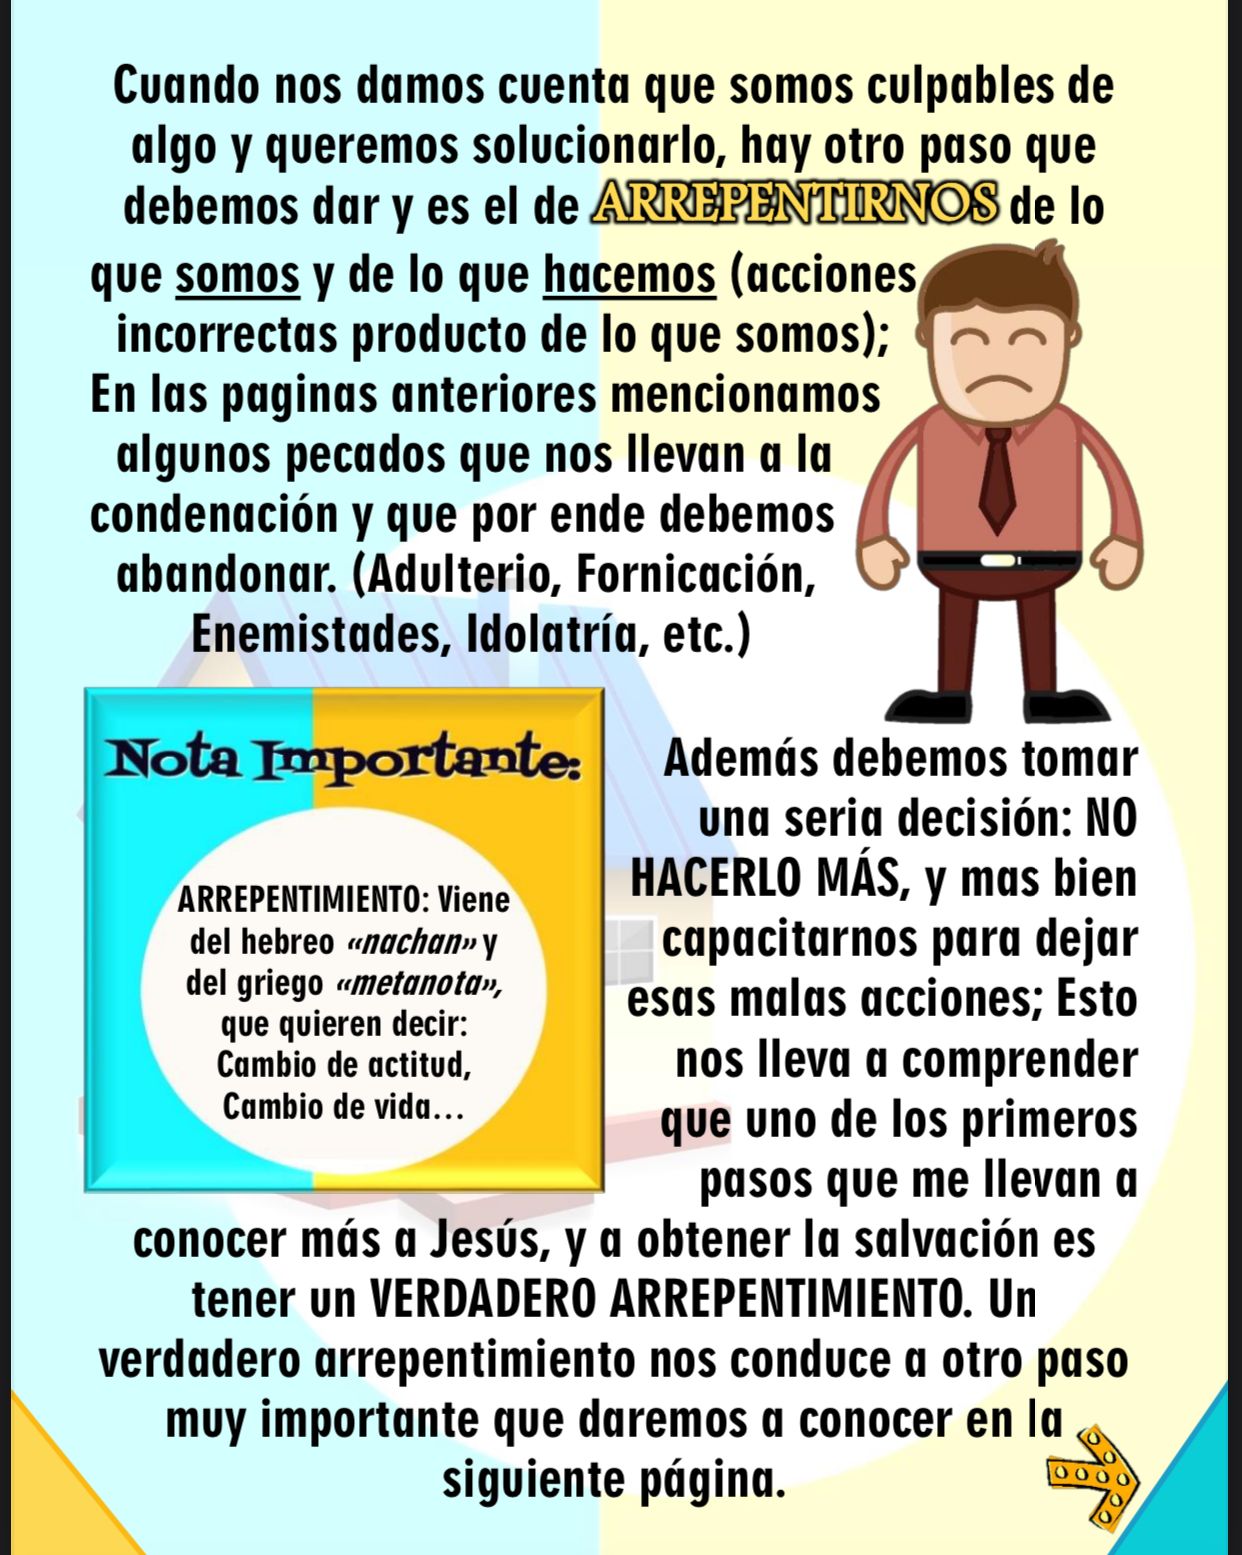 Cuando nos damos cuenta que somos culpables de
algo y queremos solucionarlo, hay otro paso que
debemos dar y es el de ARREPENTIRNOS de lo
que somos y de lo que hacemos (acciones
incorrectas producto de lo que somos);
En las paginas anteriores mencionamos
algunos pecados que nos llevan a la
condenación y que por ende debemos
abandonar. (Adulterio, Fornicación,
Enemistades, Idolatría, etc.)
Nota Importante:
ARREPENTIMIENTO: Viene
del hebreo «nachan» y
del griego «metanota»,
que quieren decir:
Cambio de actitud,
Cambio de vida...
Además debemos tomar
una seria decisión: NO
HACERLO MÁS, y mas bien
capacitarnos para dejar
esas malas acciones; Esto
nos lleva a comprender
que uno de los primeros
pasos que me llevan a
conocer más a Jesús, y a obtener la salvación es
tener un VERDADERO ARREPENTIMIENTO. Un
verdadero arrepentimiento nos conduce a otro paso
muy importante que daremos a conocer en la
siguiente página.